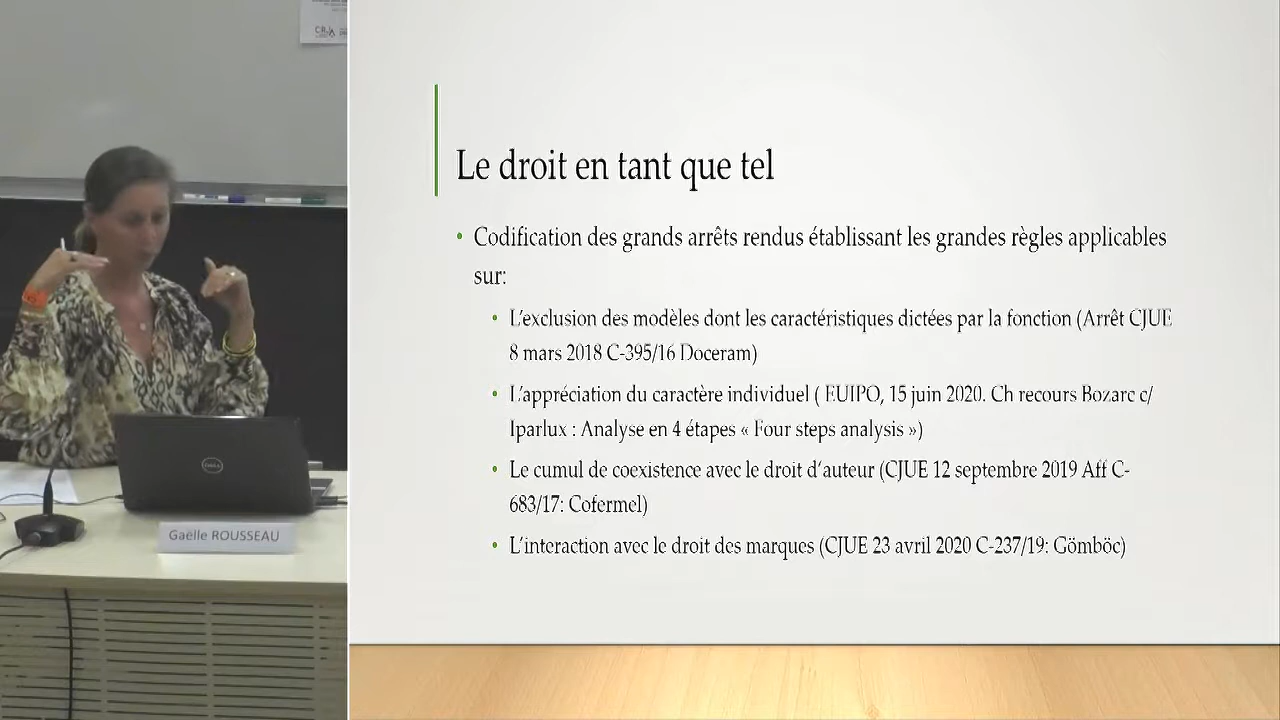 CRJ
Le droit en tant que tel
• Codification des grands arrêts rendus établissant les grandes règles applicables
sur:
• L’exclusion des modèles dont les caractéristiques dictées par la fonction (Arrêt CJUE
8 mars 2018 C-395/16 Doceram)
• L’appréciation du caractère individuel ( EUIPO, 15 juin 2020. Ch recours Bozarc c/
Iparlux : Analyse en 4 étapes « Four steps analysis »)
• Le cumul de coexistence avec le droit d’auteur (CJUE 12 septembre 2019 Aff C-
683/17: Cofermel)
• L’interaction avec le droit des marques (CJUE 23 avril 2020 C-237/19: Gömböc)
DELL
Gaëlle ROUSSEAU